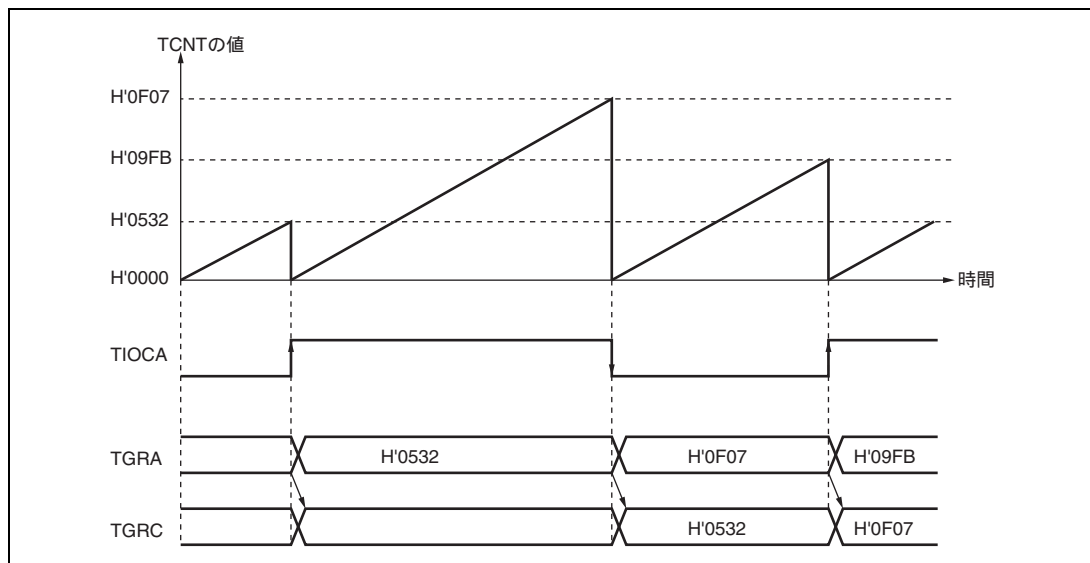 TCNTの値
H'0F07
H'09FB
H'0532
H'0000
時間
TIOCA
TGRA
H'0532
H'0F07
H'09FB
TGRC
H'0532
H'0F07